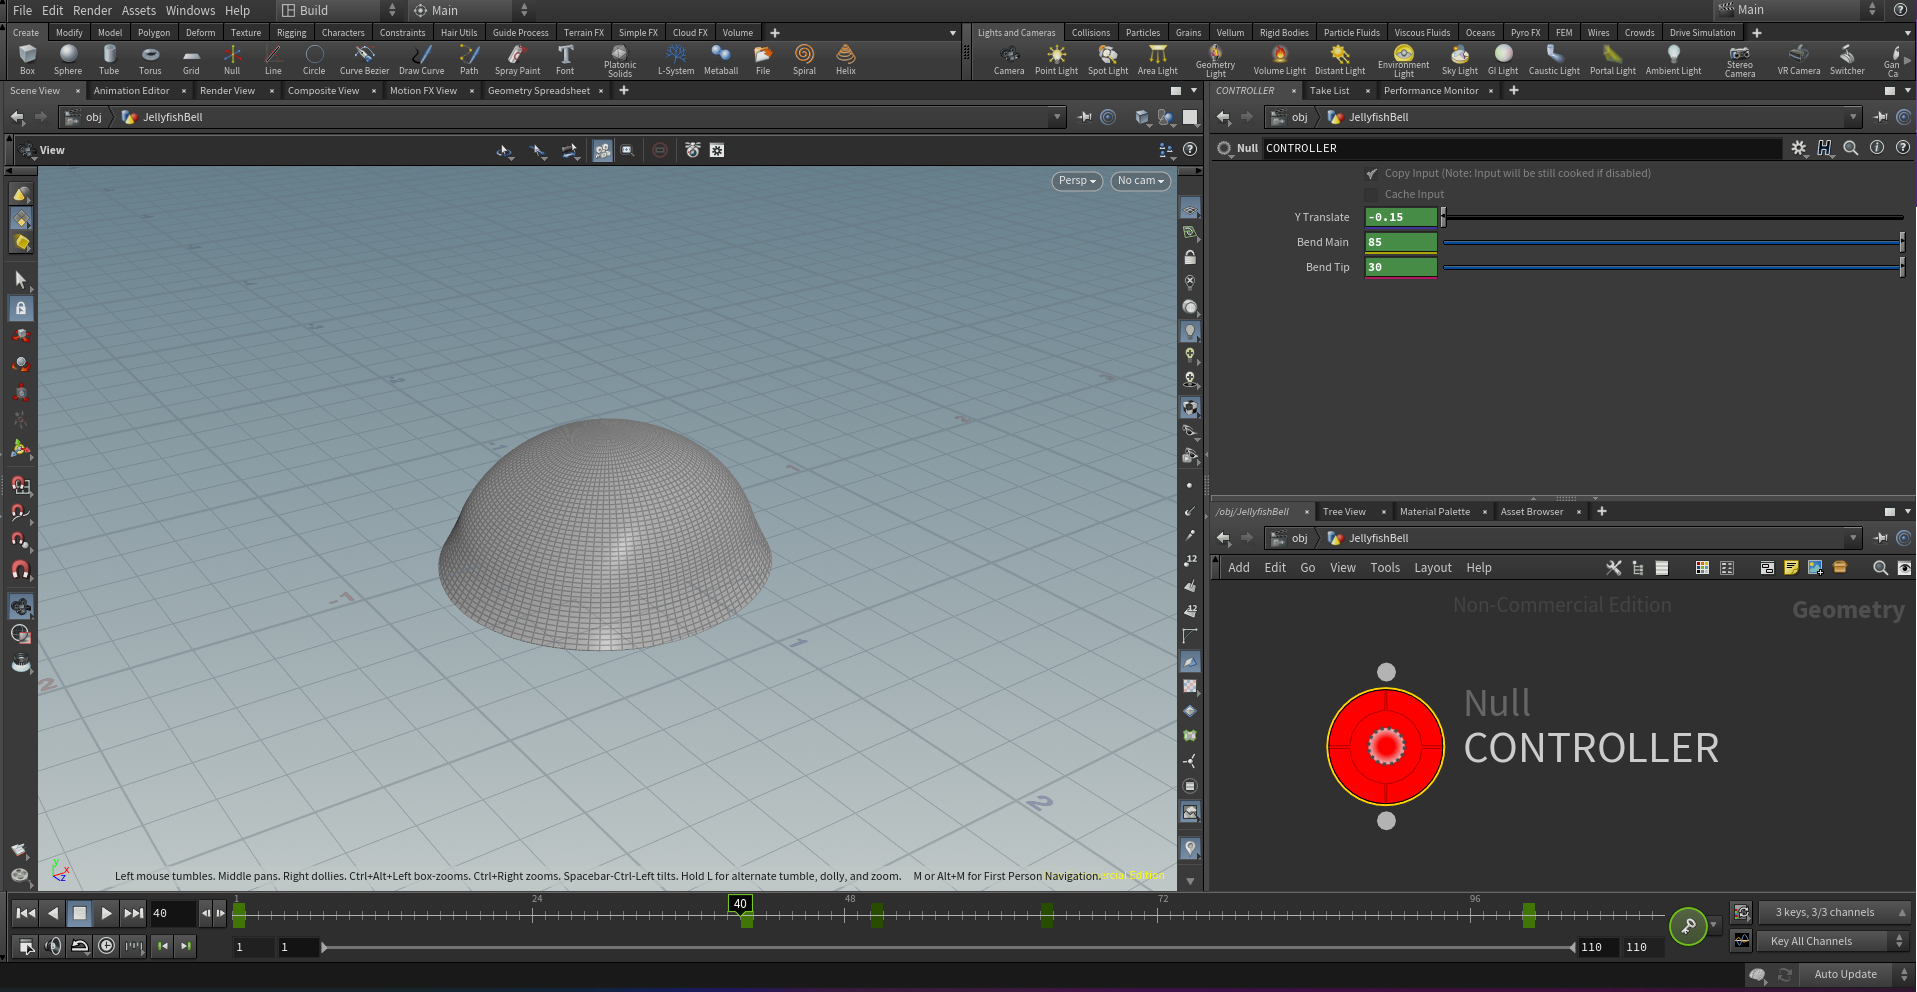 File Edit Render Assets Windows Help Build Main Main
Create Modify Model Polygon Deform Texture Rigging Characters Constraints Hair Utils Guide Process Terrain FX Simple FX Cloud FX Volume
Lights and Cameras Collisions Particles Grains Vellum Rigid Bodies Particle Fluids Viscous Fluids Oceans Pyro FX FEM Wires Crowds Drive Simulation
Box Sphere Tube Torus Grid Null Line Circle Curve Bezier Draw Curve Path Spray Paint Font Platonic Solids L-System Metaball File Spiral Helix
Camera Point Light Spot Light Area Light Geometry Light Volume Light Distant Light Environment Light Sky Light GI Light Caustic Light Portal Light Ambient Light Stereo Camera VR Camera Switcher Gan Ca
Scene View Animation Editor Render View Composite View Motion FX View Geometry Spreadsheet
CONTROLLER Take List Performance Monitor
obj JellyfishBell
obj JellyfishBell
View
Null CONTROLLER
Persp No cam
Copy Input (Note: Input will be still cooked if disabled)
Cache Input
Y Translate -0.15
Bend Main 85
Bend Tip 30
/obj/JellyfishBell Tree View Material Palette Asset Browser
obj JellyfishBell
Add Edit Go View Tools Layout Help
Non-Commercial Edition Geometry
Null
CONTROLLER
12
12
-1
1
2
2
y x z
Left mouse tumbles. Middle pans. Right dollies. Ctrl+Alt+Left box-zooms. Ctrl+Right zooms. Spacebar-Ctrl-Left tilts. Hold L for alternate tumble, dolly, and zoom. M or Alt+M for First Person Navigation.
40 1 24 40 48 72 96
3 keys, 3/3 channels
1 1 110 110
Key All Channels
Auto Update